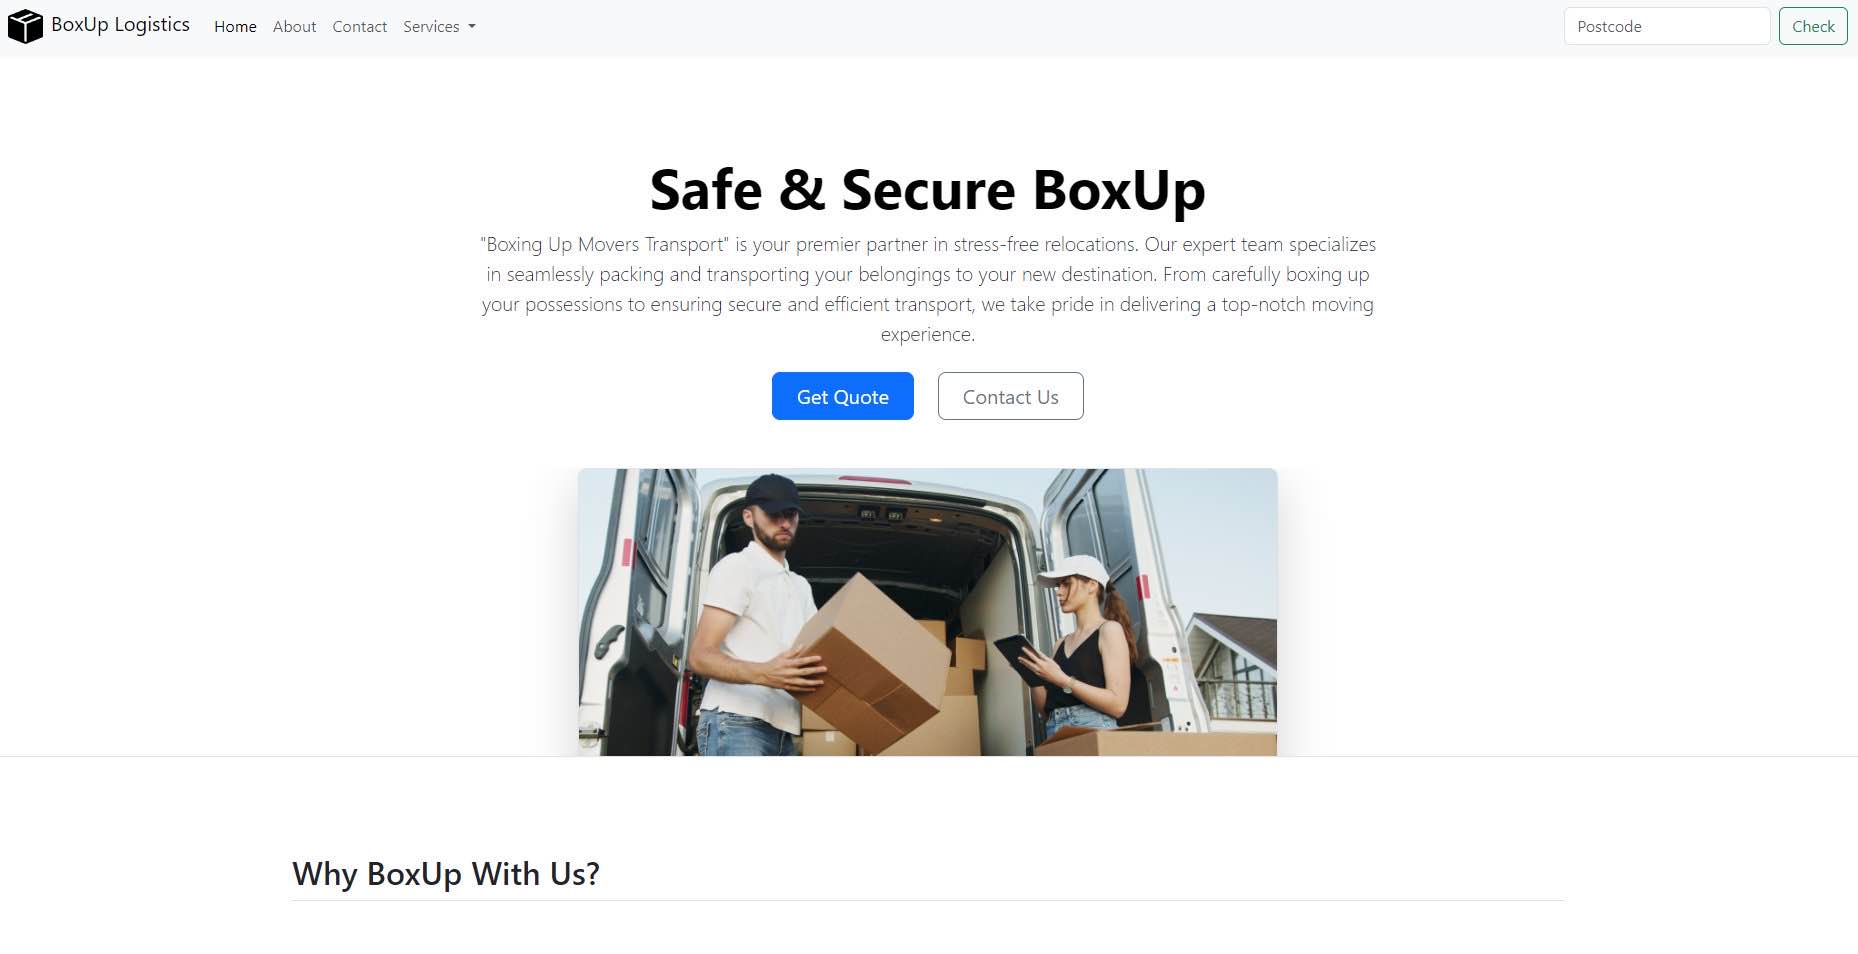 BoxUp Logistics Home About Contact Services Postcode Check
Safe & Secure BoxUp
"Boxing Up Movers Transport" is your premier partner in stress-free relocations. Our expert team specializes
in seamlessly packing and transporting your belongings to your new destination. From carefully boxing up
your possessions to ensuring secure and efficient transport, we take pride in delivering a top-notch moving
experience.
Get Quote Contact Us
Why BoxUp With Us?